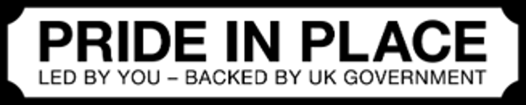 PRIDE IN PLACE
LED BY YOU – BACKED BY UK GOVERNMENT